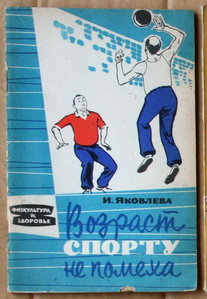 И. ЯКОВЛЕВА
ФИЗКУЛЬТУРА
И
ЗДОРОВЬЕ
Возраст
СПОРТУ
не помеха